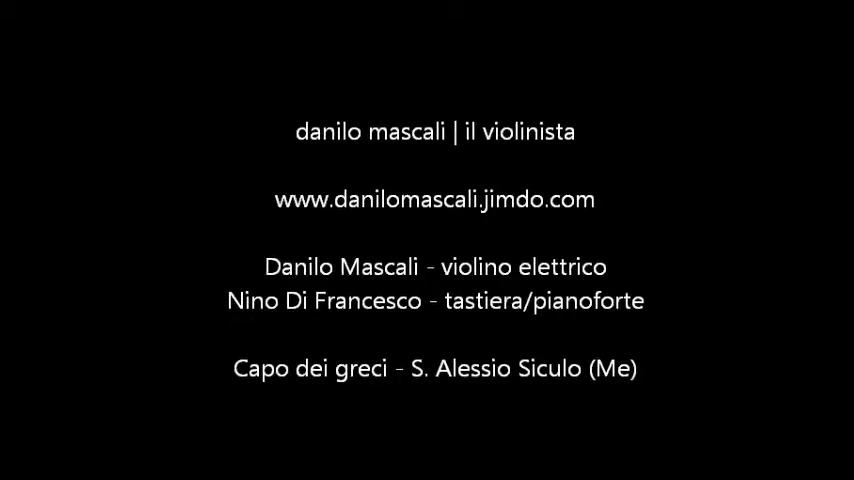 danilo mascali | il violinista
www.danilomascali.jimdo.com
Danilo Mascali - violino elettrico
Nino Di Francesco - tastiera/pianoforte
Capo dei greci - S. Alessio Siculo (Me)